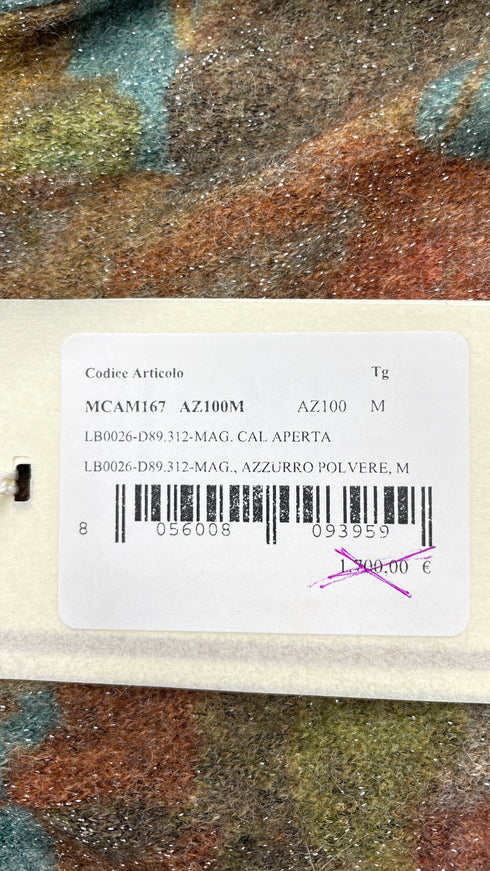 Codice Articolo Tg
MCAM167 AZ100M AZ100 M
LB0026-D89.312-MAG. CAL APERTA
LB0026-D89.312-MAG., AZZURRO POLVERE, M
8 056008 093959
1.700,00 €